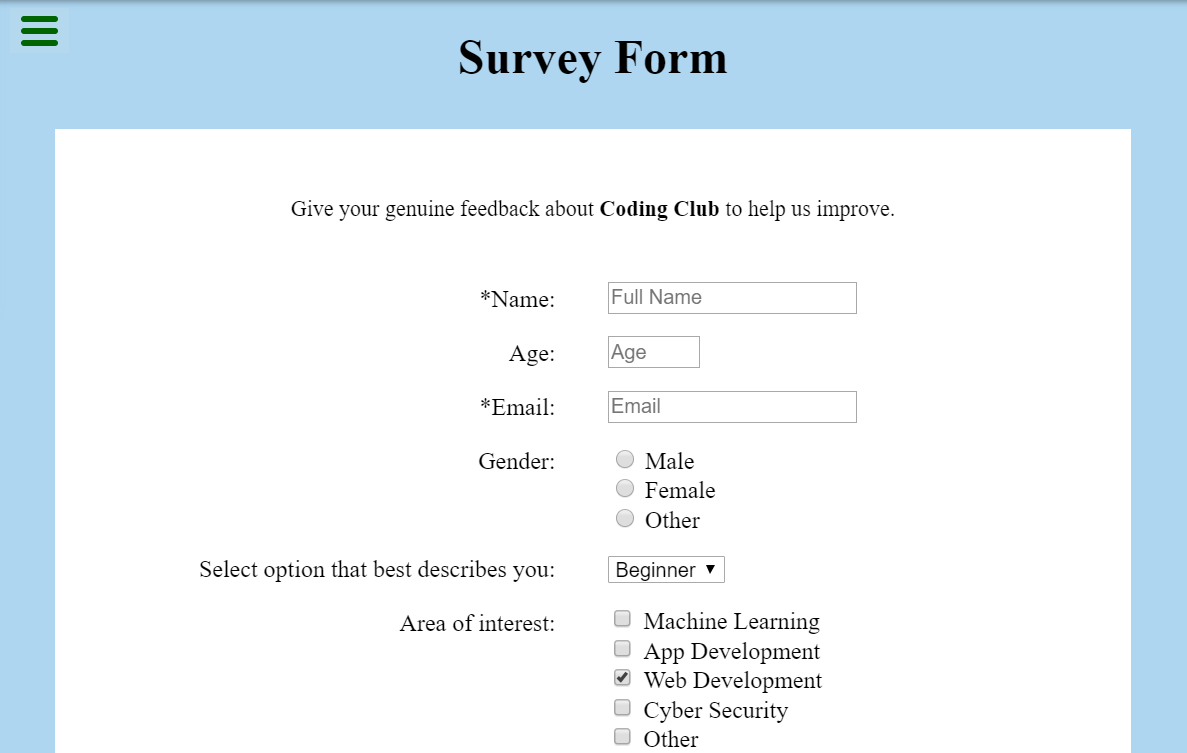 Survey Form
Give your genuine feedback about Coding Club to help us improve.
*Name: Full Name
Age: Age
*Email: Email
Gender: Male
Female
Other
Select option that best describes you: Beginner
Area of interest: Machine Learning
App Development
Web Development
Cyber Security
Other